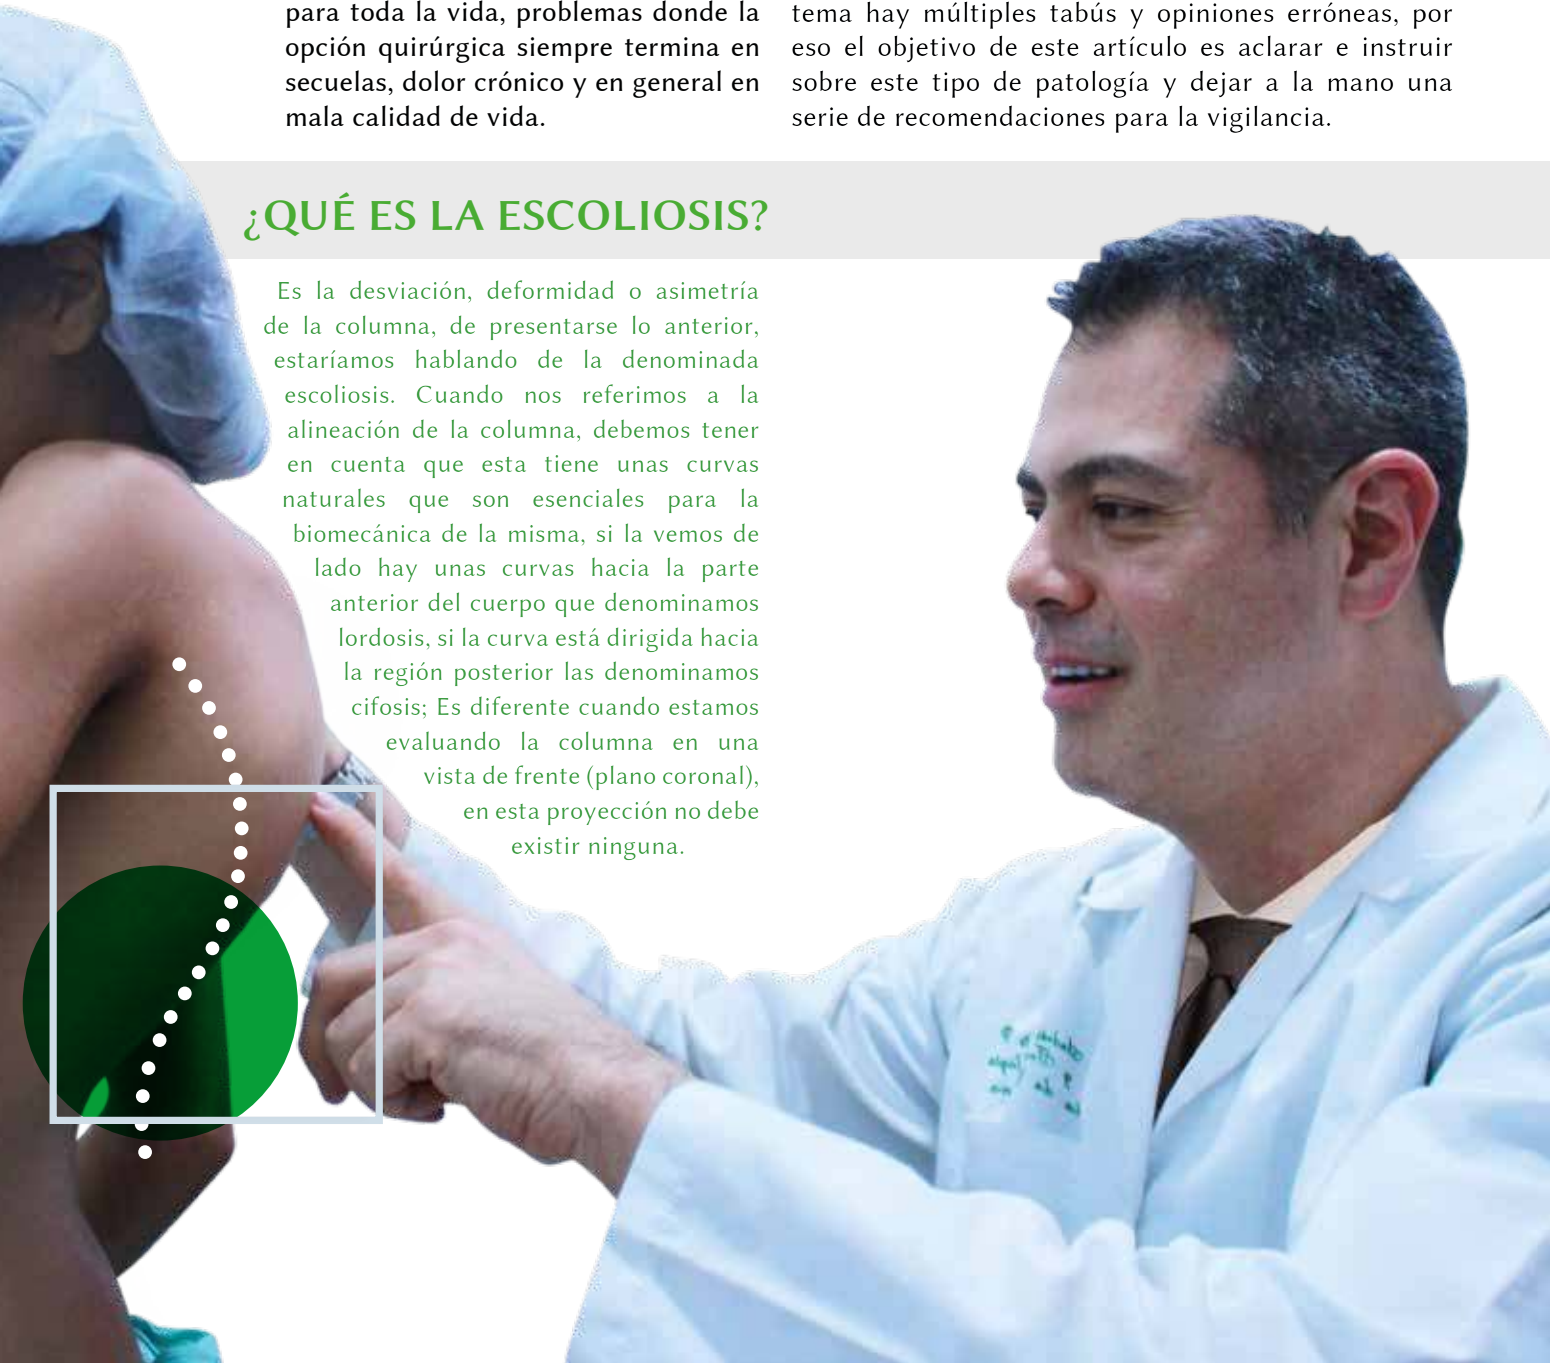 para toda la vida, problemas donde la
opción quirúrgica siempre termina en
secuelas, dolor crónico y en general en
mala calidad de vida.
tema hay múltiples tabús y opiniones erróneas, por
eso el objetivo de este artículo es aclarar e instruir
sobre este tipo de patología y dejar a la mano una
serie de recomendaciones para la vigilancia.
¿QUÉ ES LA ESCOLIOSIS?
Es la desviación, deformidad o asimetría
de la columna, de presentarse lo anterior,
estaríamos hablando de la denominada
escoliosis. Cuando nos referimos a la
alineación de la columna, debemos tener
en cuenta que esta tiene unas curvas
naturales que son esenciales para la
biomecánica de la misma, si la vemos de
lado hay unas curvas hacia la parte
anterior del cuerpo que denominamos
lordosis, si la curva está dirigida hacia
la región posterior las denominamos
cifosis; Es diferente cuando estamos
evaluando la columna en una
vista de frente (plano coronal),
en esta proyección no debe
existir ninguna.